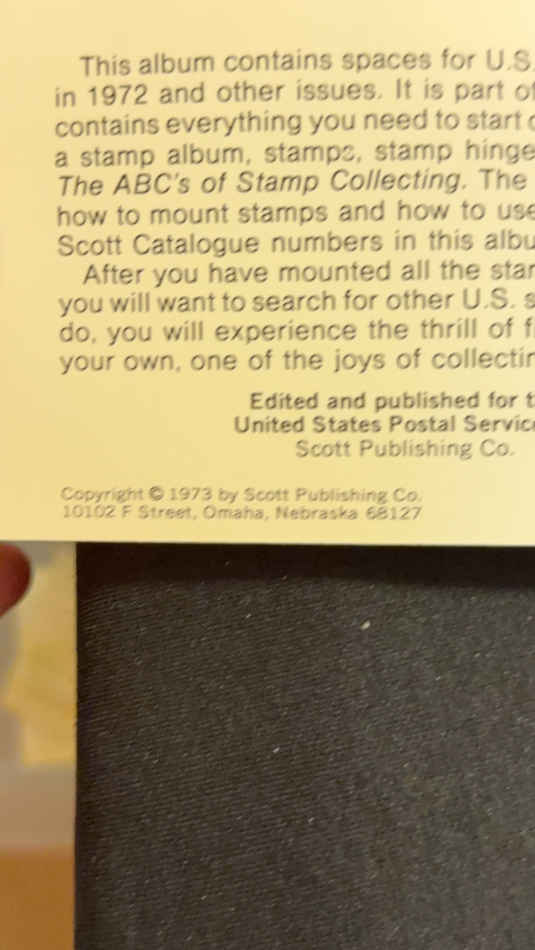 This album contains spaces for U.S.
in 1972 and other issues. It is part of
contains everything you need to start
a stamp album, stamps, stamp hinge
The ABC's of Stamp Collecting. The
how to mount stamps and how to use
Scott Catalogue numbers in this albu
After you have mounted all the star
you will want to search for other U.S. s
do, you will experience the thrill of f
your own, one of the joys of collectin
Edited and published for t
United States Postal Service
Scott Publishing Co.
Copyright © 1973 by Scott Publishing Co.
10102 F Street, Omaha, Nebraska 68127